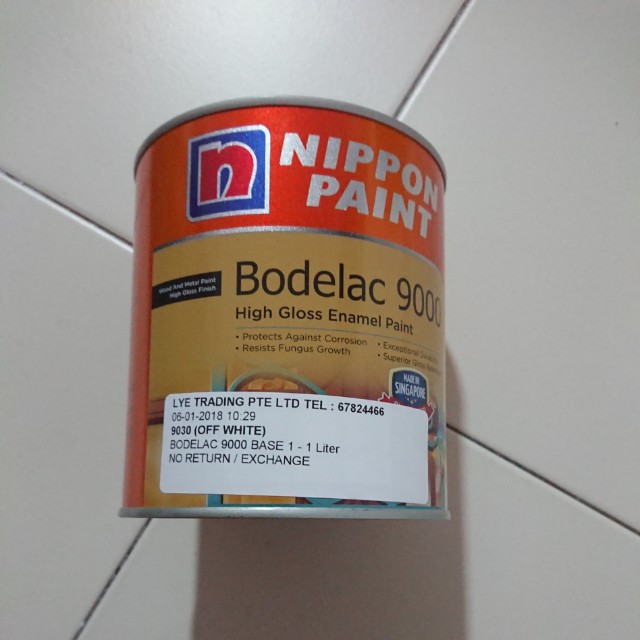 n
NIPPON
PAINT
Wood And Metal Paint
High Gloss Finish
Bodelac 9000
High Gloss Enamel Paint
• Protects Against Corrosion
• Resists Fungus Growth
• Exceptional
• Superior Gloss
MADE IN
SINGAPORE
LYE TRADING PTE LTD TEL : 67824466
06-01-2018 10:29
9030 (OFF WHITE)
BODELAC 9000 BASE 1 - 1 Liter
NO RETURN / EXCHANGE